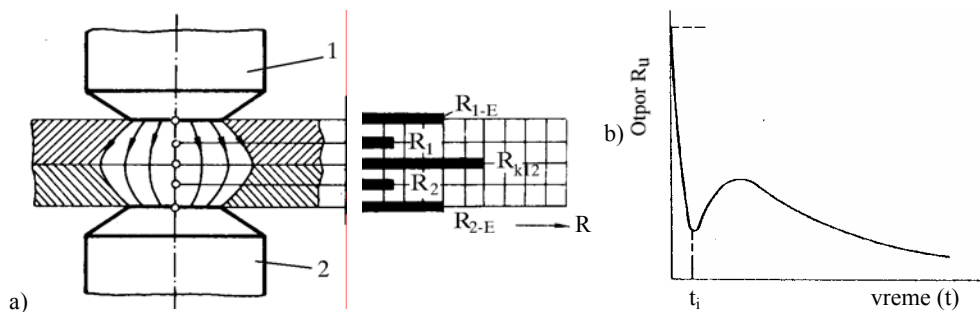 1
2
a)
R1-E
R1
Rk12
R2
R2-E
R
b)
Otpor Ru
ti
vreme (t)